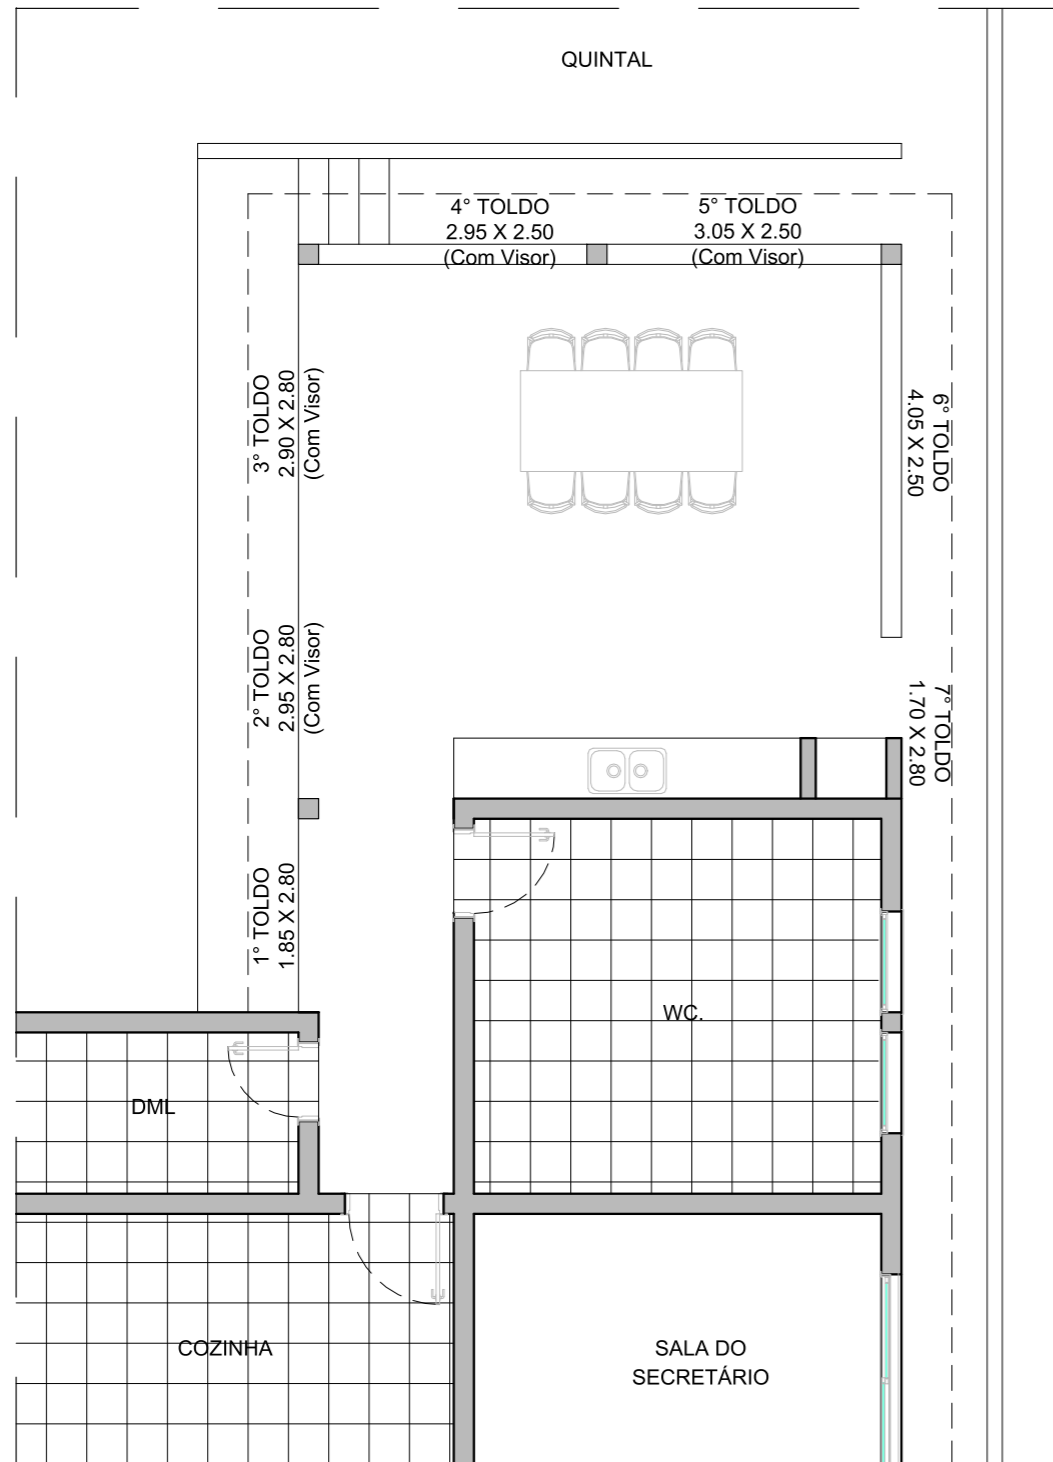 QUINTAL
4° TOLDO
2.95 X 2.50
(Com Visor)
5° TOLDO
3.05 X 2.50
(Com Visor)
3° TOLDO
2.90 X 2.80
(Com Visor)
6° TOLDO
4.05 X 2.50
2° TOLDO
2.95 X 2.80
(Com Visor)
7° TOLDO
1.70 X 2.80
1° TOLDO
1.85 X 2.80
WC.
DML
COZINHA
SALA DO
SECRETÁRIO